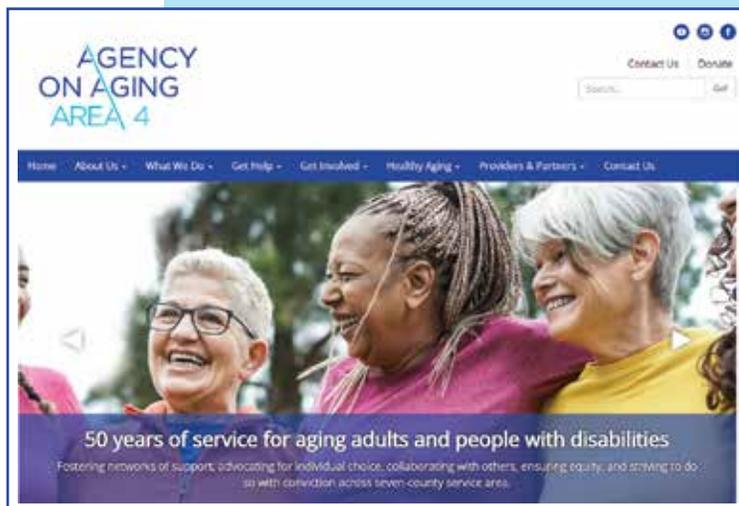 AGENCY
ON AGING
AREA 4
Contact Us Donate
Search... Go!
Home About Us What We Do Get Help Get Involved Healthy Aging Providers & Partners Contact Us
50 years of service for aging adults and people with disabilities
Fostering networks of support, advocating for individual choice, collaborating with others, ensuring equity, and striving to do
so with conviction across seven-county service area.